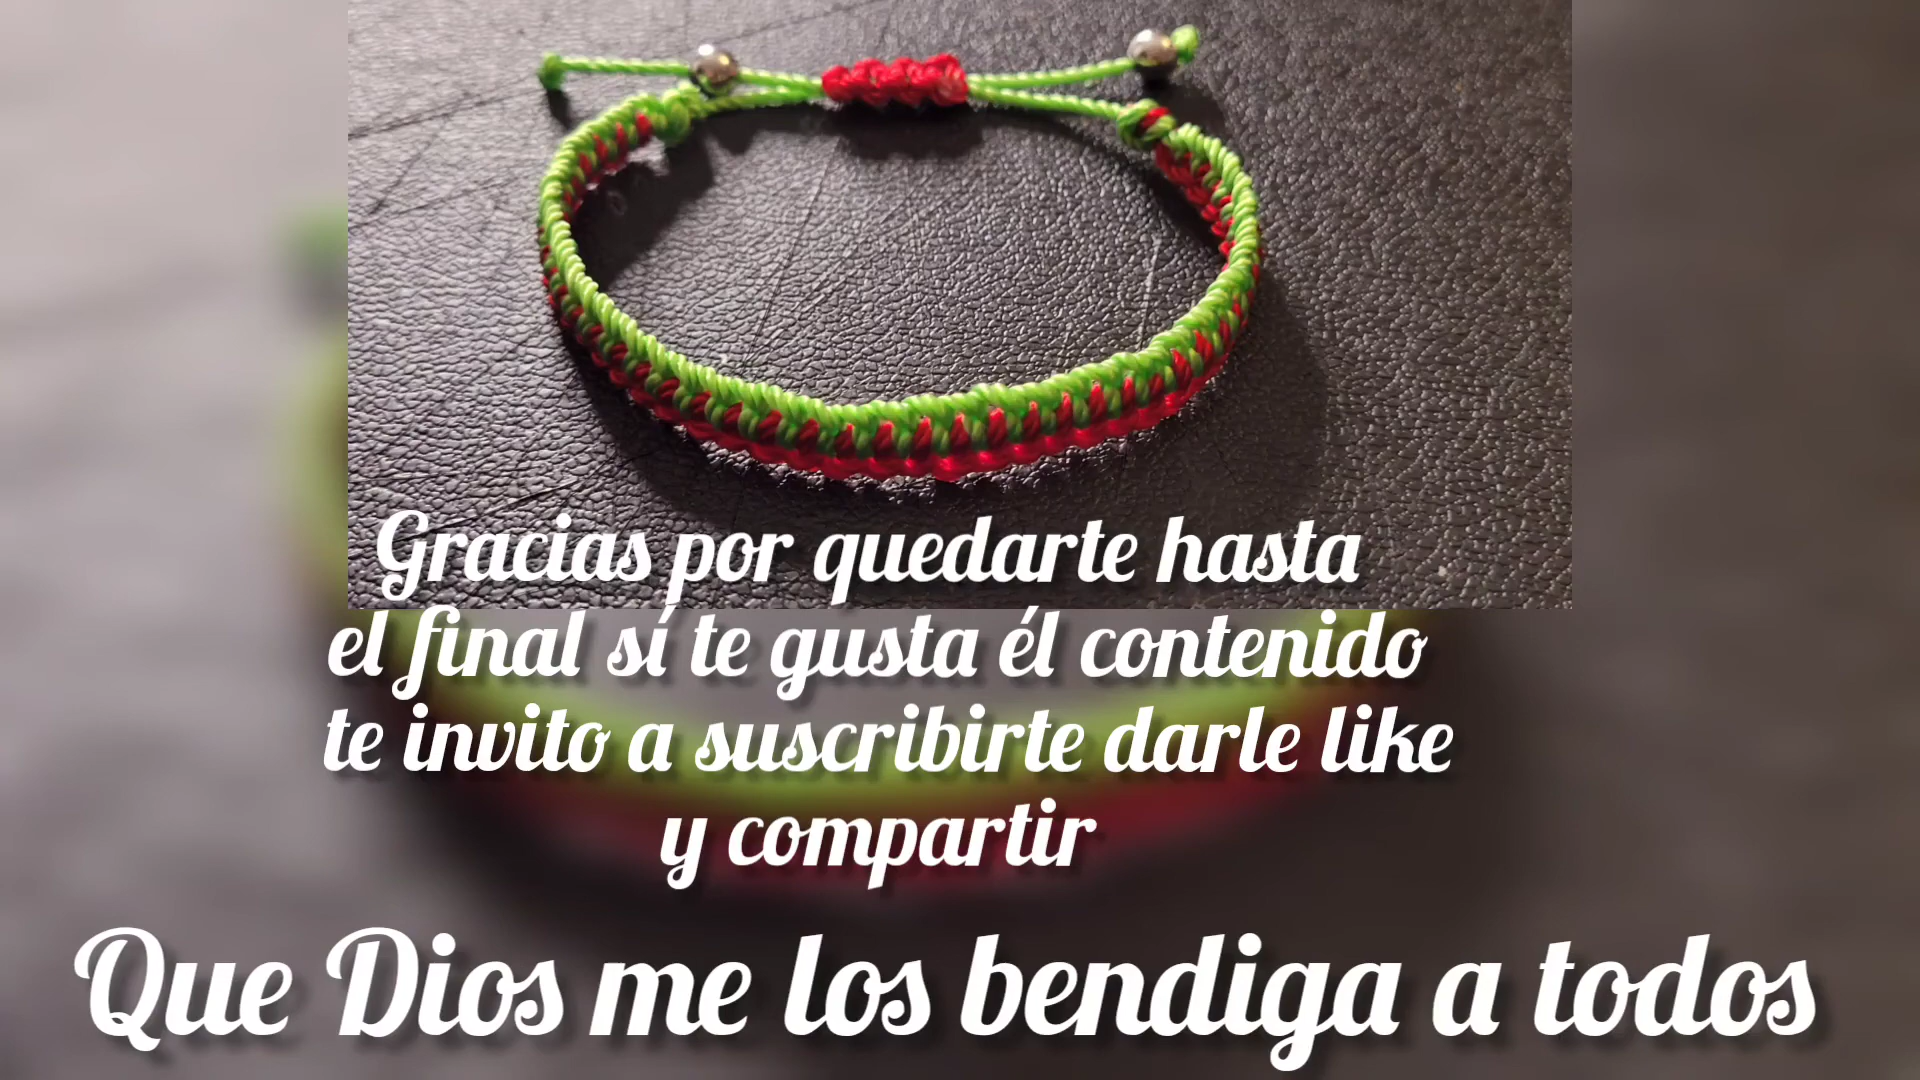 Gracias por quedarte hasta
el final sí te gusta él contenido
te invito a suscribirte darle like
y compartir
Que Dios me los bendiga a todos